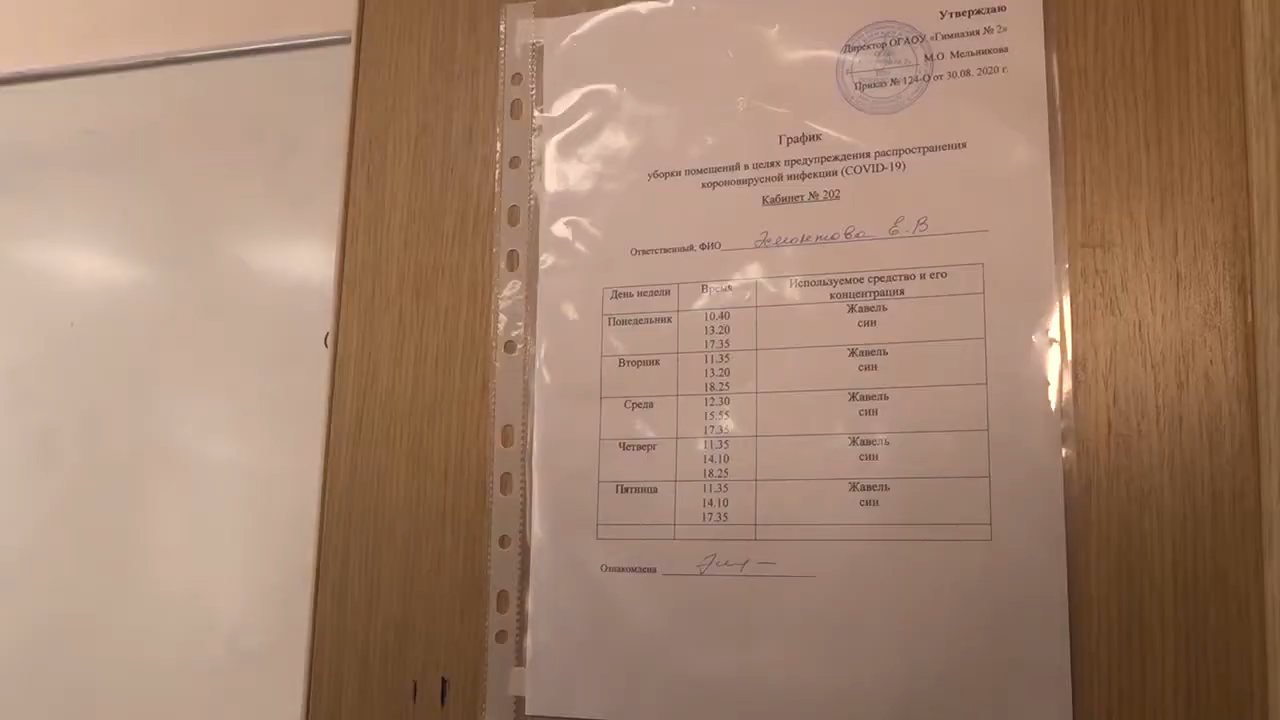 Утверждаю
Директор ОГАОУ «Гимназия № 2»
М.О. Мельникова
Приказ № 124-О от 30.08. 2020 г.
График
уборки помещений в целях предупреждения распространения
короновирусной инфекции (COVID-19)
Кабинет № 202
Ответственный, ФИО Е.В
День недели Время Используемое средство и его
концентрация
Понедельник 10.40 Жавель
13.20 син
17.35
Вторник 11.35 Жавель
13.20 син
18.25
Среда 12.30 Жавель
15.55 син
17.35
Четверг 11.35 Жавель
14.10 син
18.25
Пятница 11.35 Жавель
14.10 син
17.35
Ознакомлена